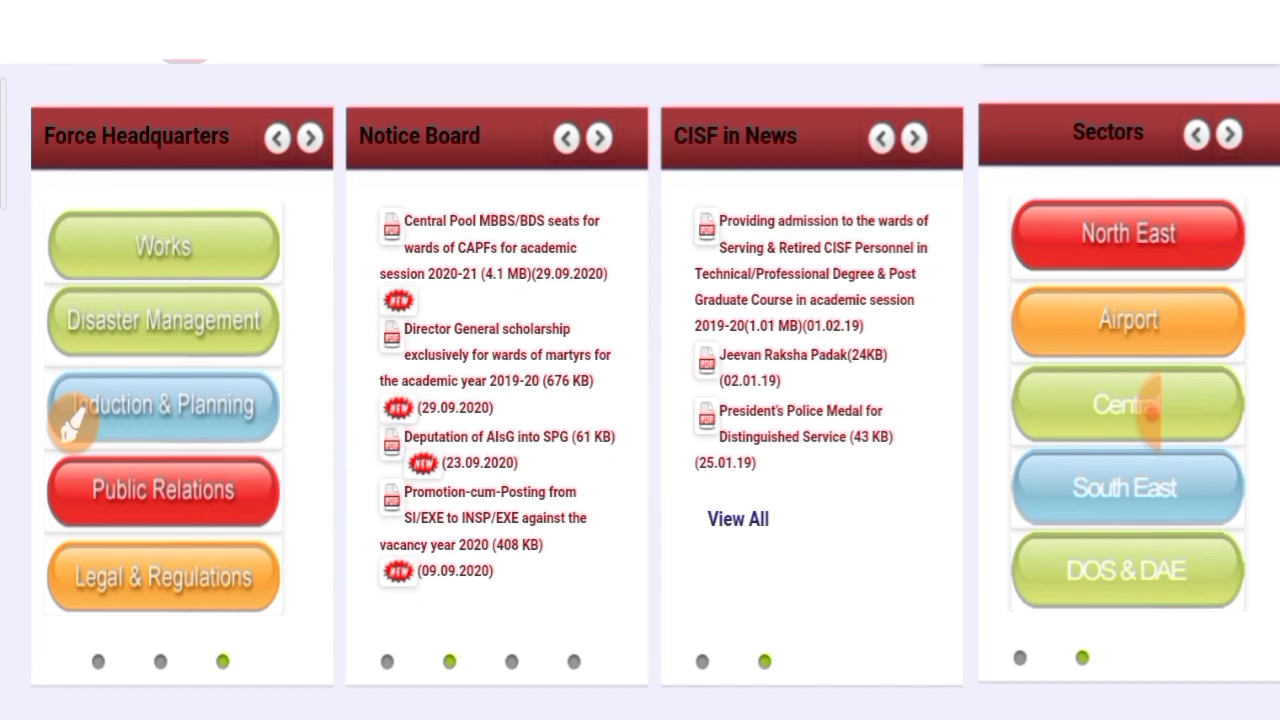 Force Headquarters
Works
Disaster Management
Induction & Planning
Public Relations
Legal & Regulations
Notice Board
Central Pool MBBS/BDS seats for
wards of CAPFs for academic
session 2020-21 (4.1 MB)(29.09.2020)
NEW
Director General scholarship
exclusively for wards of martyrs for
the academic year 2019-20 (676 KB)
NEW (29.09.2020)
Deputation of AIsG into SPG (61 KB)
NEW (23.09.2020)
Promotion-cum-Posting from
SI/EXE to INSP/EXE against the
vacancy year 2020 (408 KB)
NEW (09.09.2020)
CISF in News
Providing admission to the wards of
Serving & Retired CISF Personnel in
Technical/Professional Degree & Post
Graduate Course in academic session
2019-20(1.01 MB)(01.02.19)
Jeevan Raksha Padak(24KB)
(02.01.19)
President's Police Medal for
Distinguished Service (43 KB)
(25.01.19)
View All
Sectors
North East
Airport
Central
South East
DOS & DAE